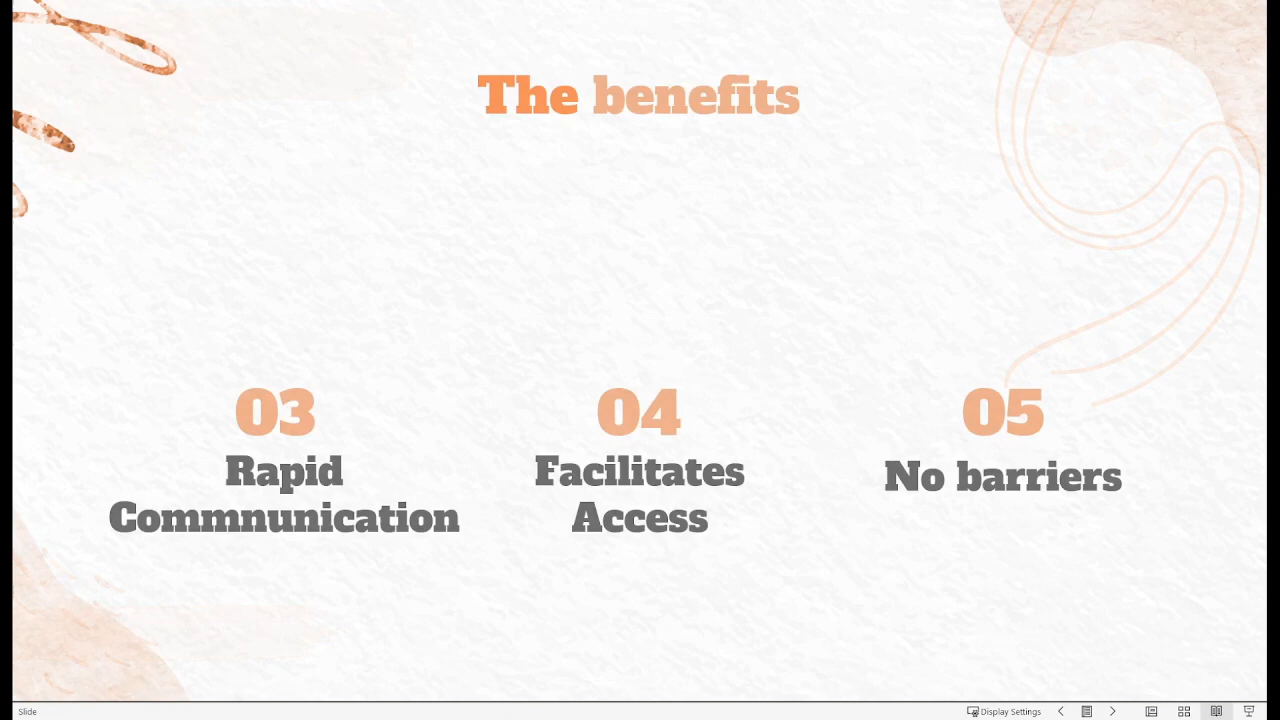 The benefits
03
Rapid
Commnunication
04
Facilitates
Access
05
No barriers
Slide
Display Settings